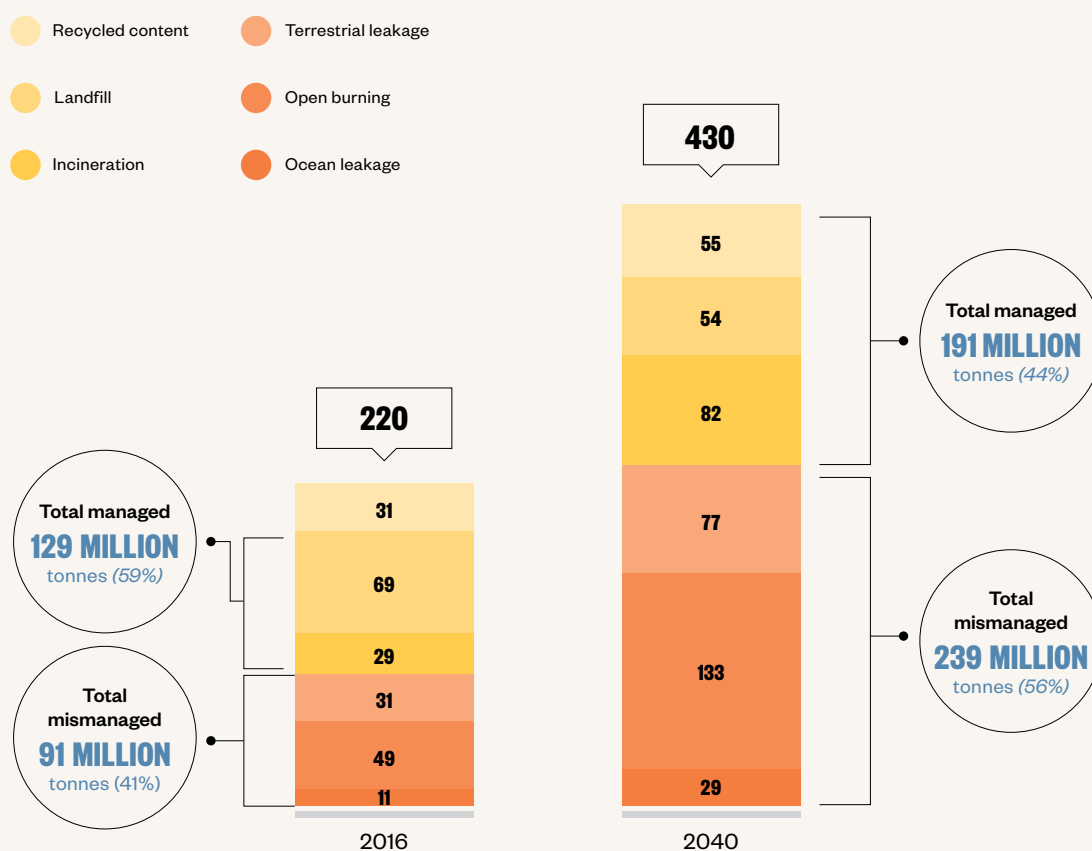 Recycled content
Landfill
Incineration
Terrestrial leakage
Open burning
Ocean leakage
Total managed
129 MILLION
tonnes (59%)
Total
mismanaged
91 MILLION
tonnes (41%)
220
31
69
29
31
49
11
2016
430
55
54
82
77
133
29
2040
Total managed
191 MILLION
tonnes (44%)
Total
mismanaged
239 MILLION
tonnes (56%)